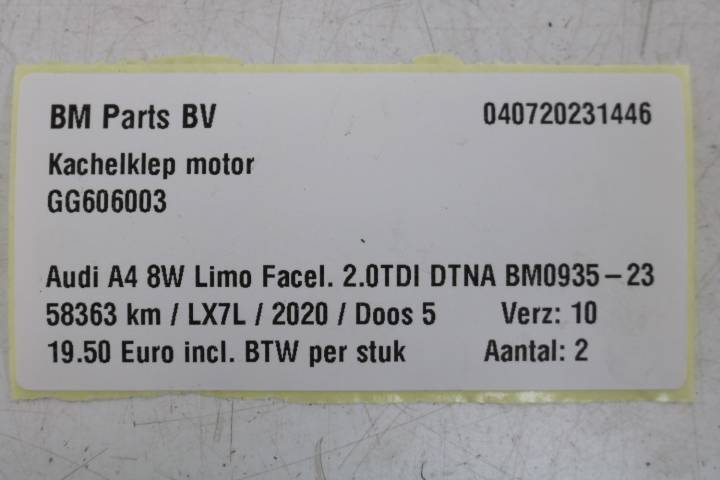 BM Parts BV 040720231446
Kachelklep motor
GG606003
Audi A4 8W Limo Facel. 2.0TDI DTNA BM0935-23
58363 km / LX7L / 2020 / Doos 5 Verz: 10
19.50 Euro incl. BTW per stuk Aantal: 2